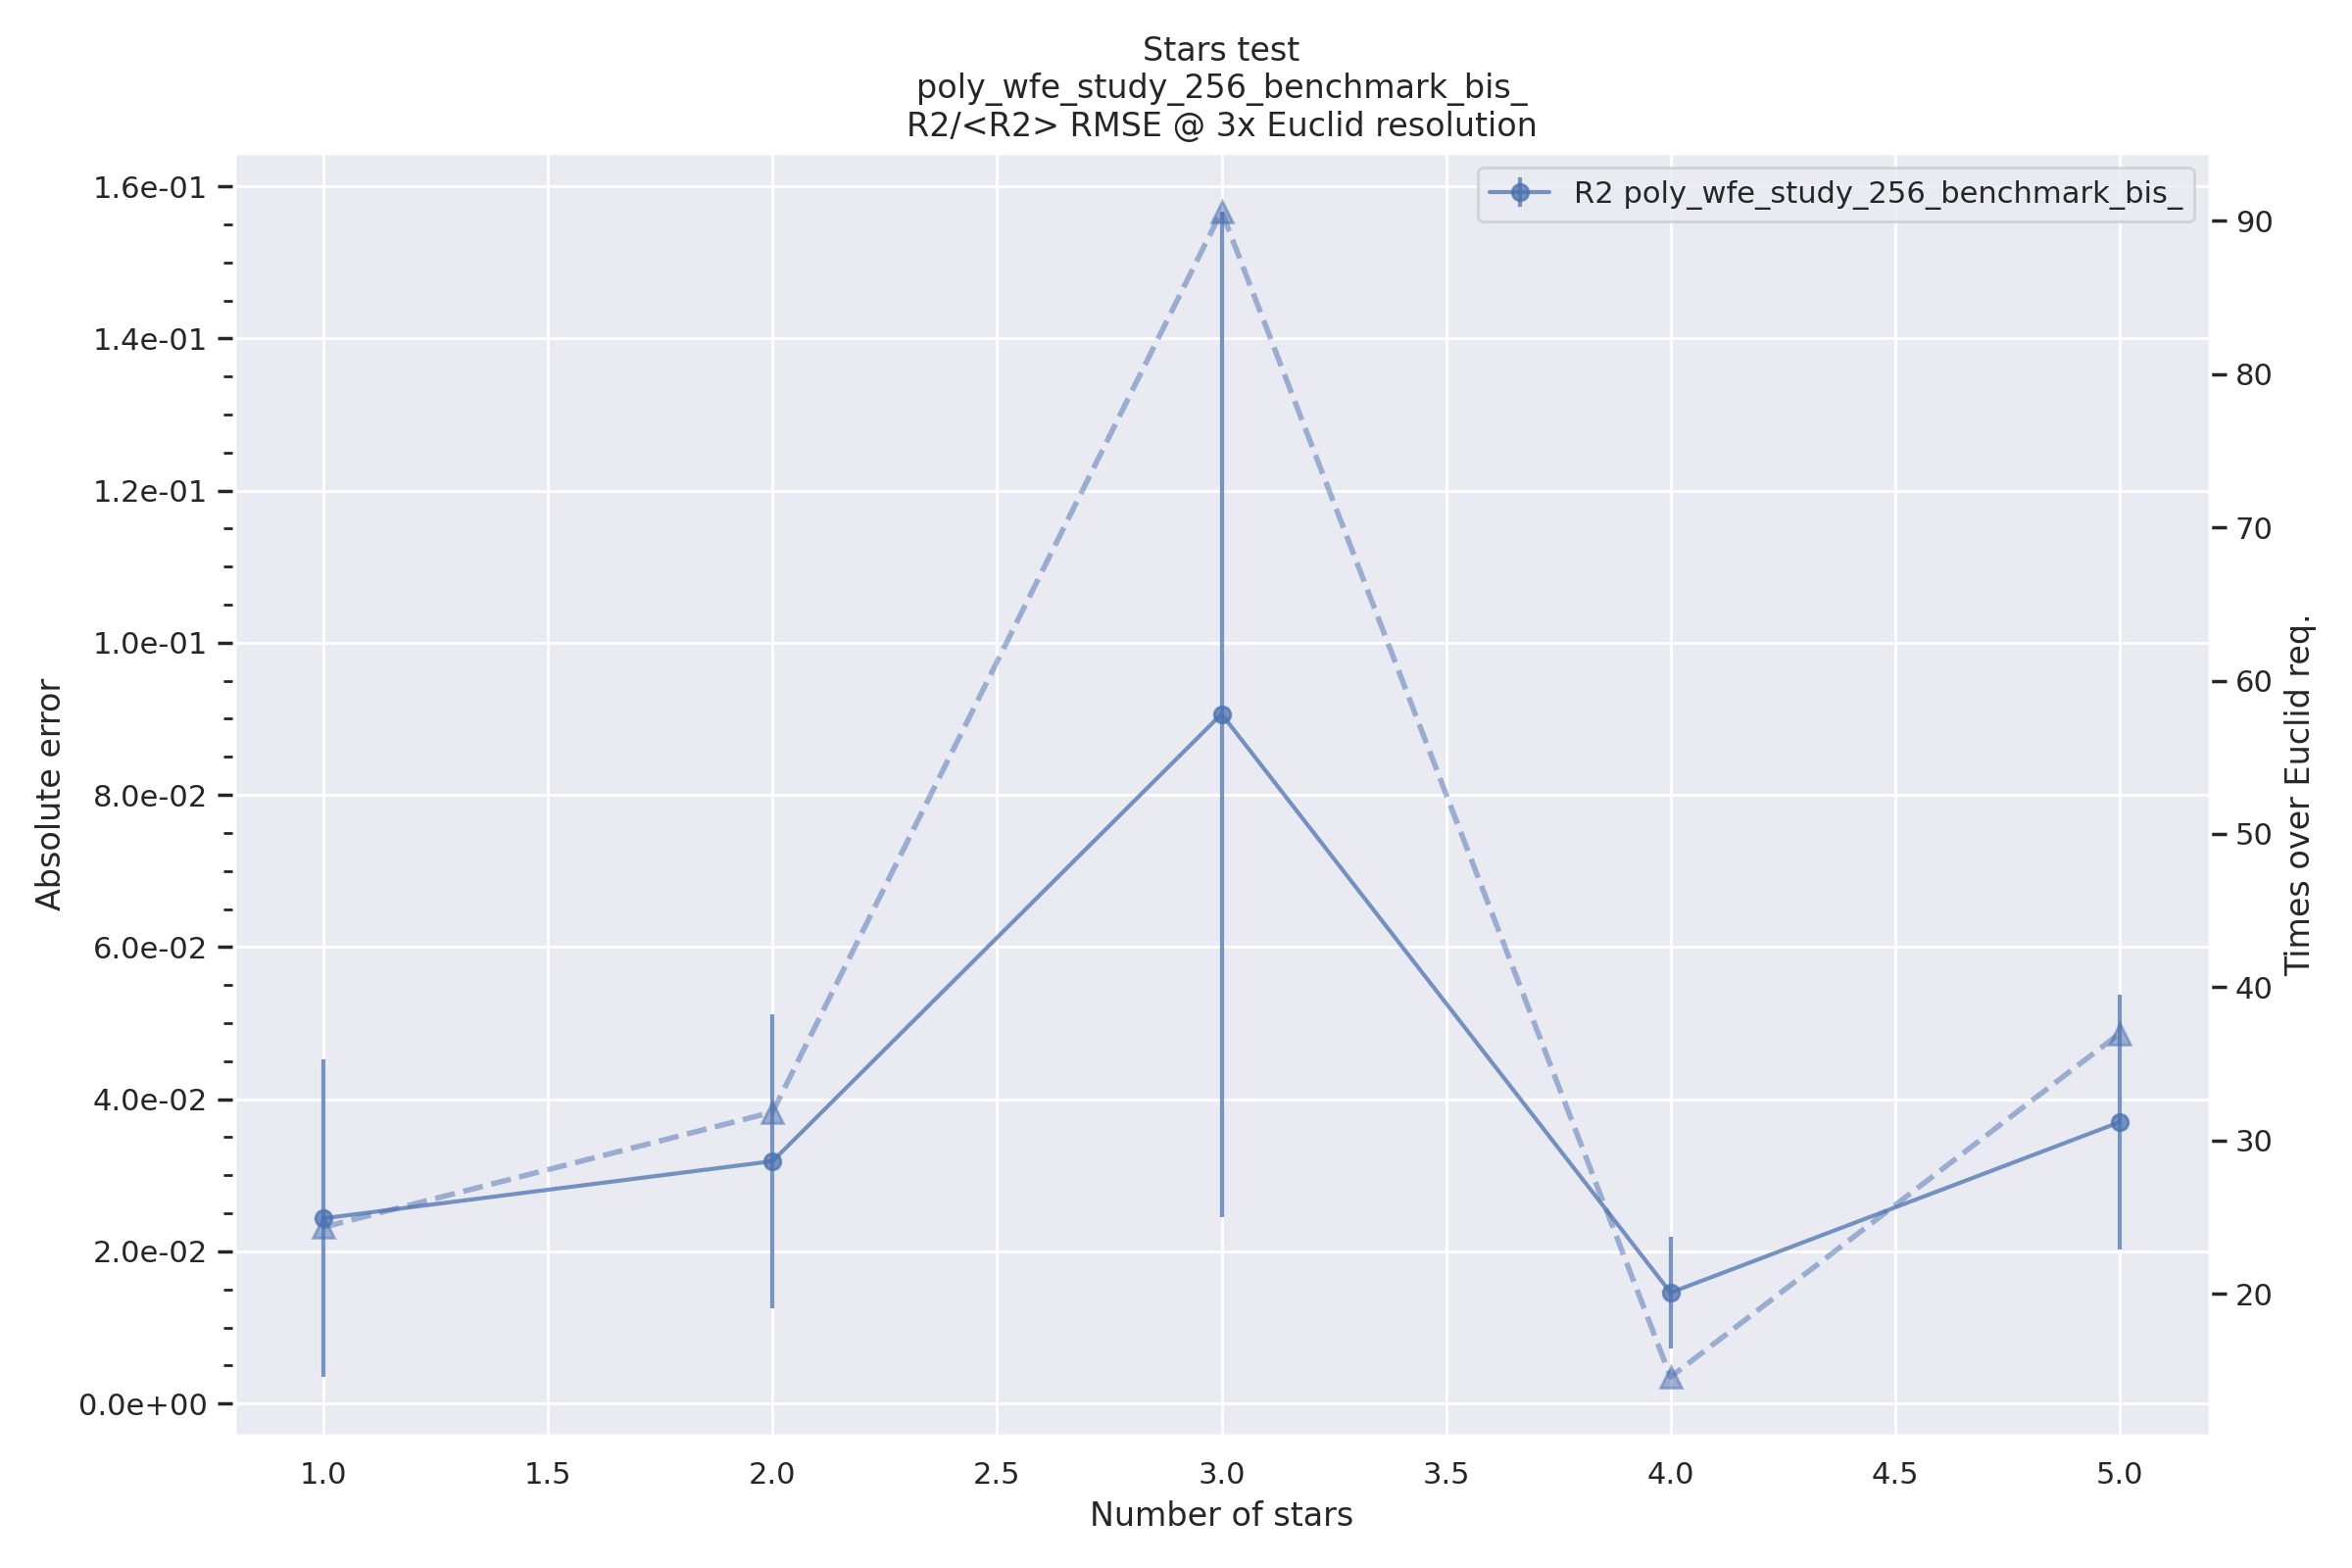 Stars test
poly_wfe_study_256_benchmark_bis_
R2/<R2> RMSE @ 3x Euclid resolution
R2 poly_wfe_study_256_benchmark_bis_
Absolute error
1.6e-01
1.4e-01
1.2e-01
1.0e-01
8.0e-02
6.0e-02
4.0e-02
2.0e-02
0.0e+00
90
80
70
60
50
40
30
20
Times over Euclid req.
1.0 1.5 2.0 2.5 3.0 3.5 4.0 4.5 5.0
Number of stars